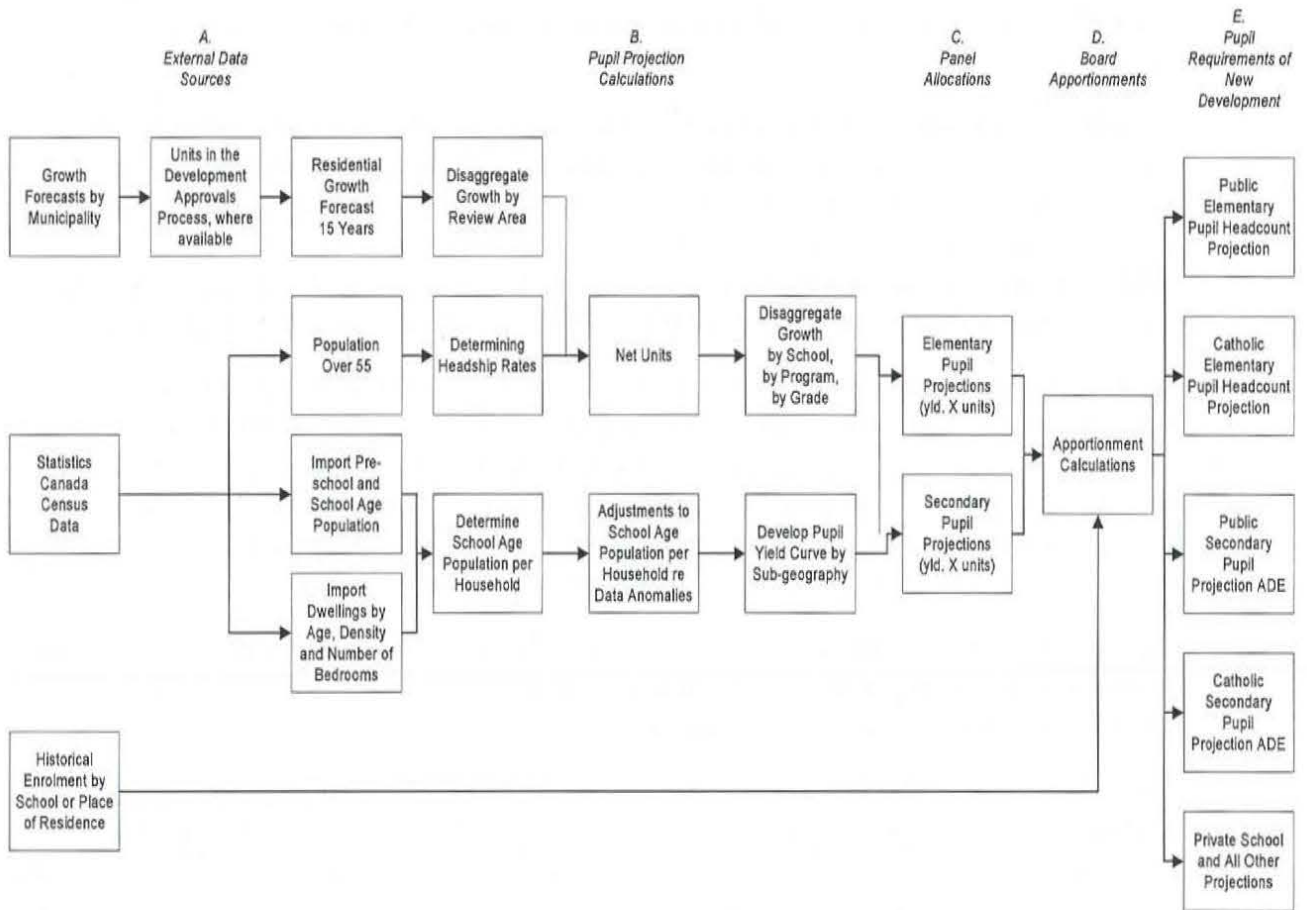 A.
External Data
Sources
B.
Pupil Projection
Calculations
C.
Panel
Allocations
D.
Board
Apportionments
E.
Pupil
Requirements of
New
Development
Growth
Forecasts by
Municipality
Units in the
Development
Approvals
Process, where
available
Residential
Growth
Forecast
15 Years
Disaggregate
Growth by
Review Area
Public
Elementary
Pupil Headcount
Projection
Population
Over 55
Determining
Headship Rates
Net Units
Disaggregate
Growth
by School,
by Program,
by Grade
Elementary
Pupil
Projections
(yld. X units)
Catholic
Elementary
Pupil Headcount
Projection
Statistics
Canada
Census
Data
Import Pre-
school and
School Age
Population
Apportionment
Calculations
Import
Dwellings by
Age, Density
and Number of
Bedrooms
Determine
School Age
Population per
Household
Adjustments to
School Age
Population per
Household re
Data Anomalies
Develop Pupil
Yield Curve by
Sub-geography
Secondary
Pupil
Projections
(yld. X units)
Public
Secondary
Pupil
Projection ADE
Catholic
Secondary
Pupil
Projection ADE
Historical
Enrolment by
School or Place
of Residence
Private School
and All Other
Projections